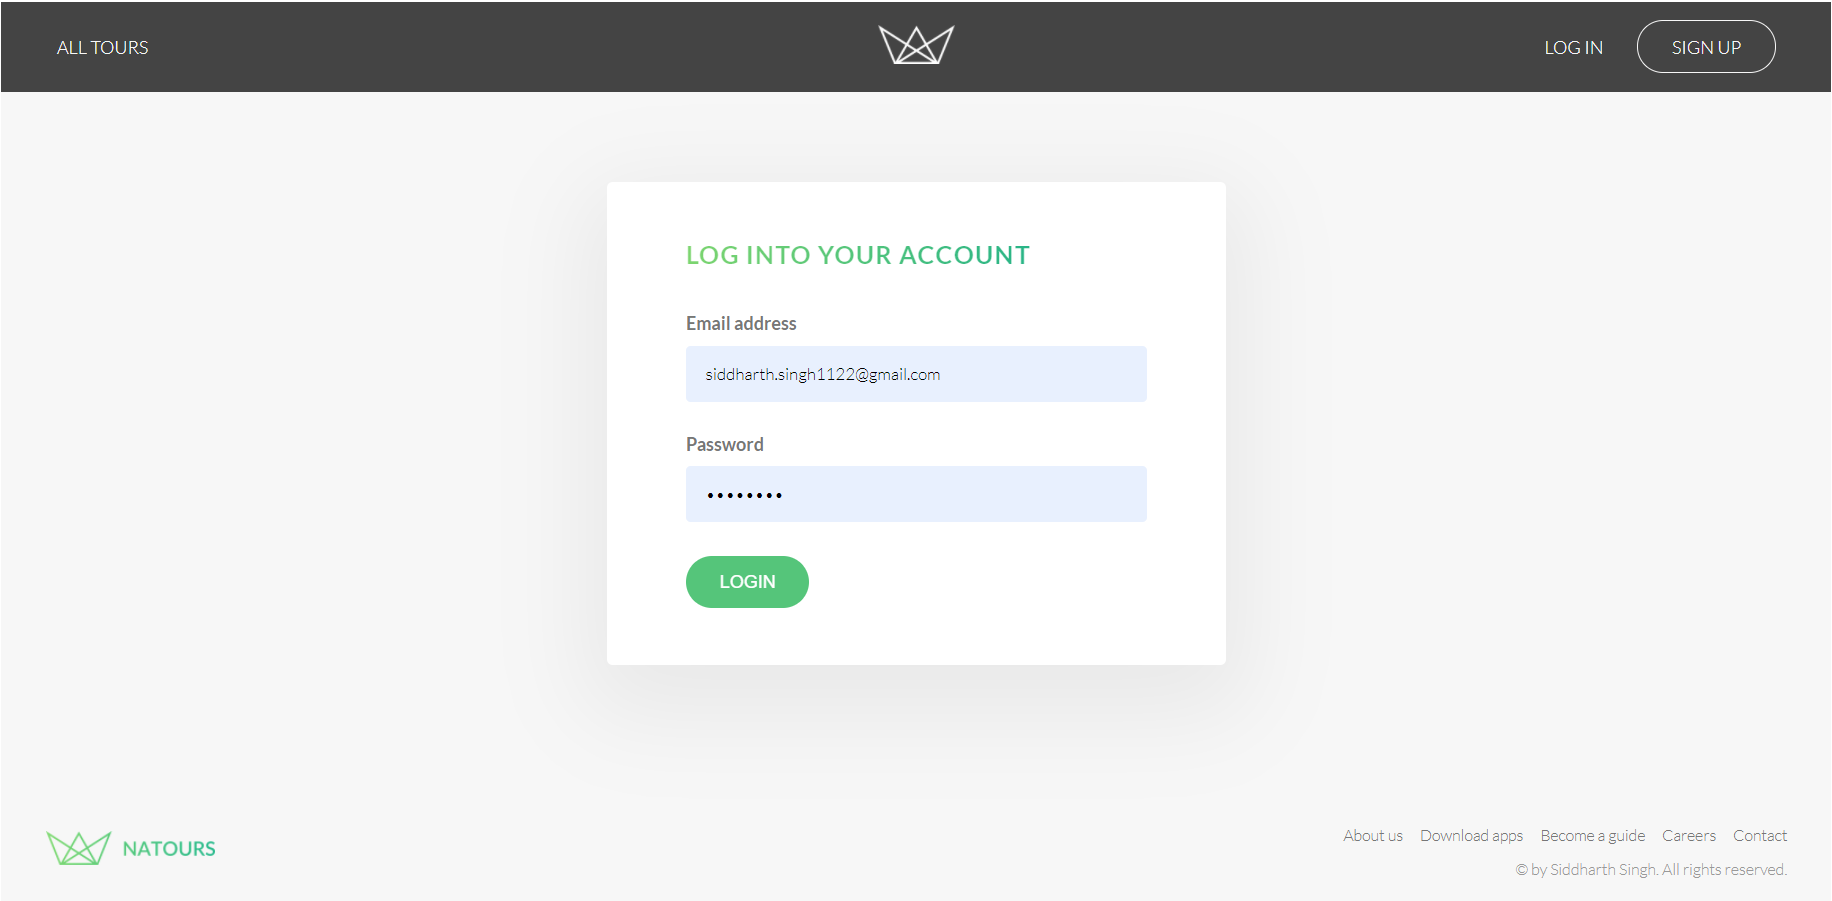 ALL TOURS
LOG IN
SIGN UP
LOG INTO YOUR ACCOUNT
Email address
siddharth.singh1122@gmail.com
Password
••••••••
LOGIN
NATOURS
About us Download apps Become a guide Careers Contact
© by Siddharth Singh. All rights reserved.